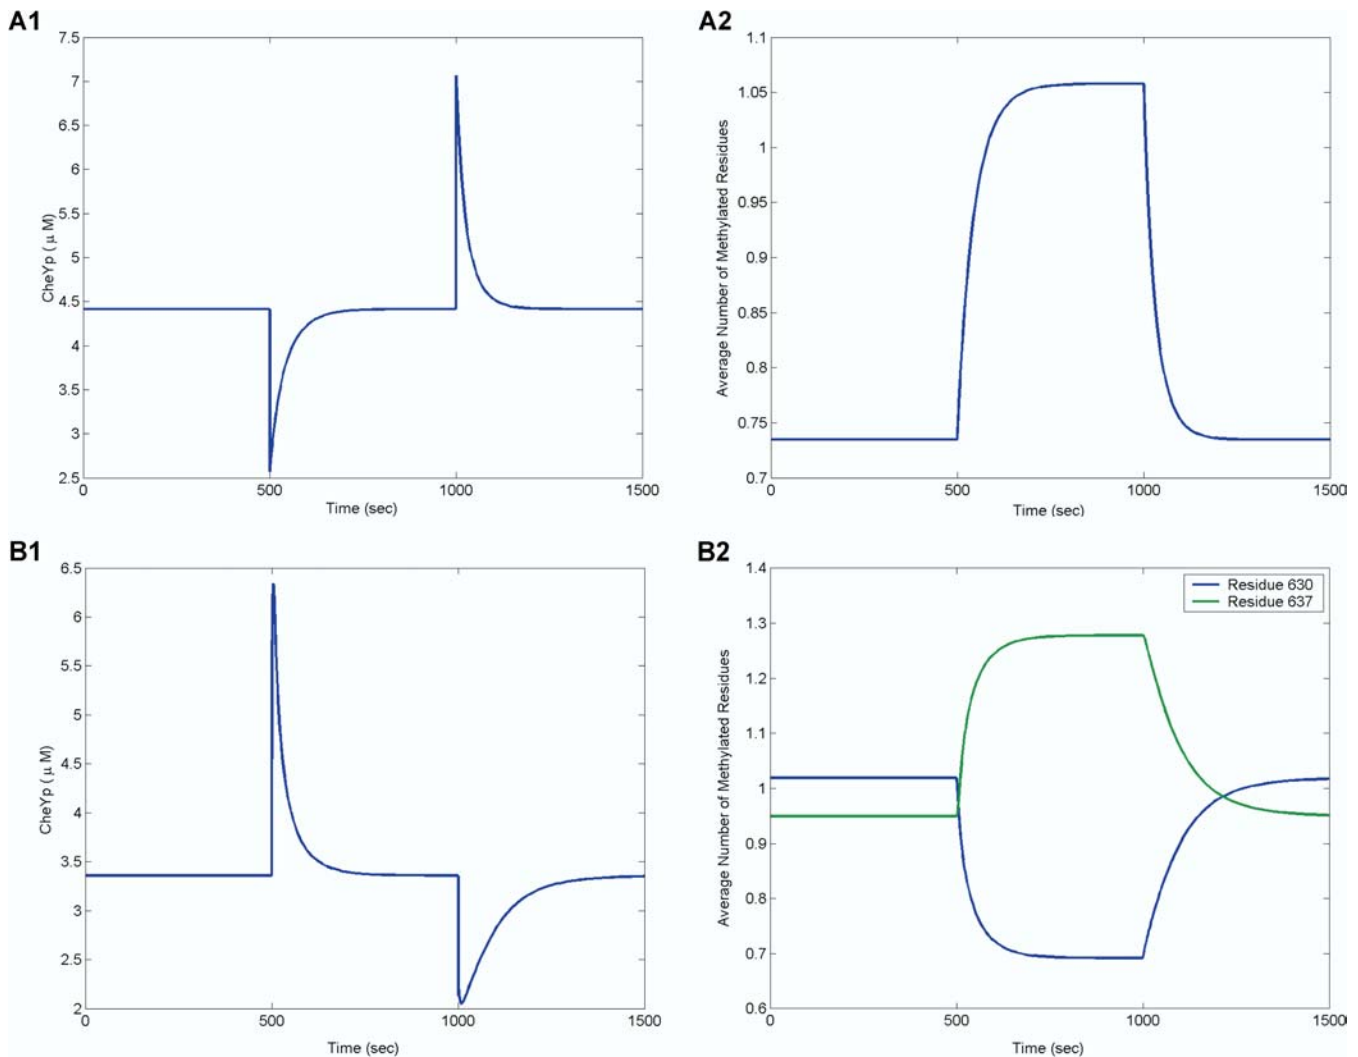 A1
7.5
7
6.5
6
5.5
5
4.5
4
3.5
3
2.5
CheYp ( μ M)
0 500 1000 1500
Time (sec)
A2
1.1
1.05
1
0.95
0.9
0.85
0.8
0.75
0.7
Average Number of Methylated Residues
0 500 1000 1500
Time (sec)
B1
6.5
6
5.5
5
4.5
4
3.5
3
2.5
2
CheYp ( μ M)
0 500 1000 1500
Time (sec)
B2
1.4
1.3
1.2
1.1
1
0.9
0.8
0.7
0.6
Average Number of Methylated Residues
Residue 630
Residue 637
0 500 1000 1500
Time (sec)